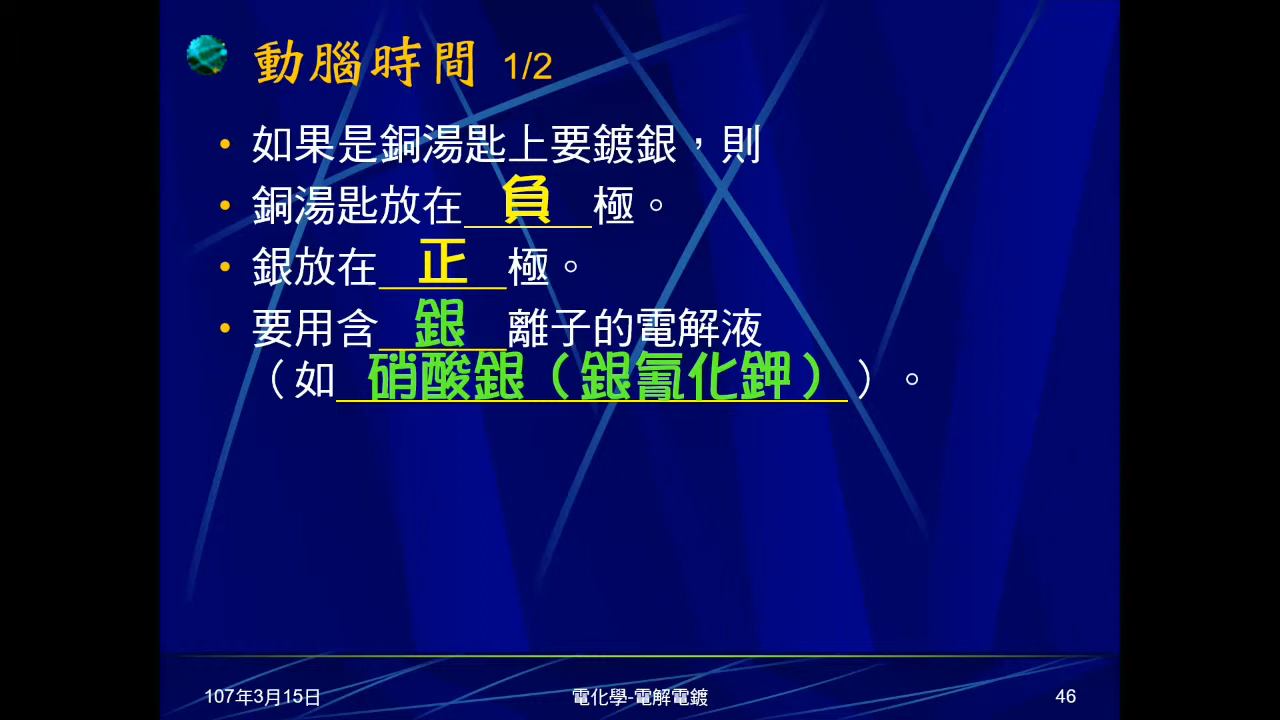 動腦時間 1/2
• 如果是銅湯匙上要鍍銀，則
• 銅湯匙放在 負 極。
• 銀放在 正 極。
• 要用含 銀 離子的電解液
（如 硝酸銀（銀氰化鉀） ）。
107年3月15日 電化學-電解電鍍 46